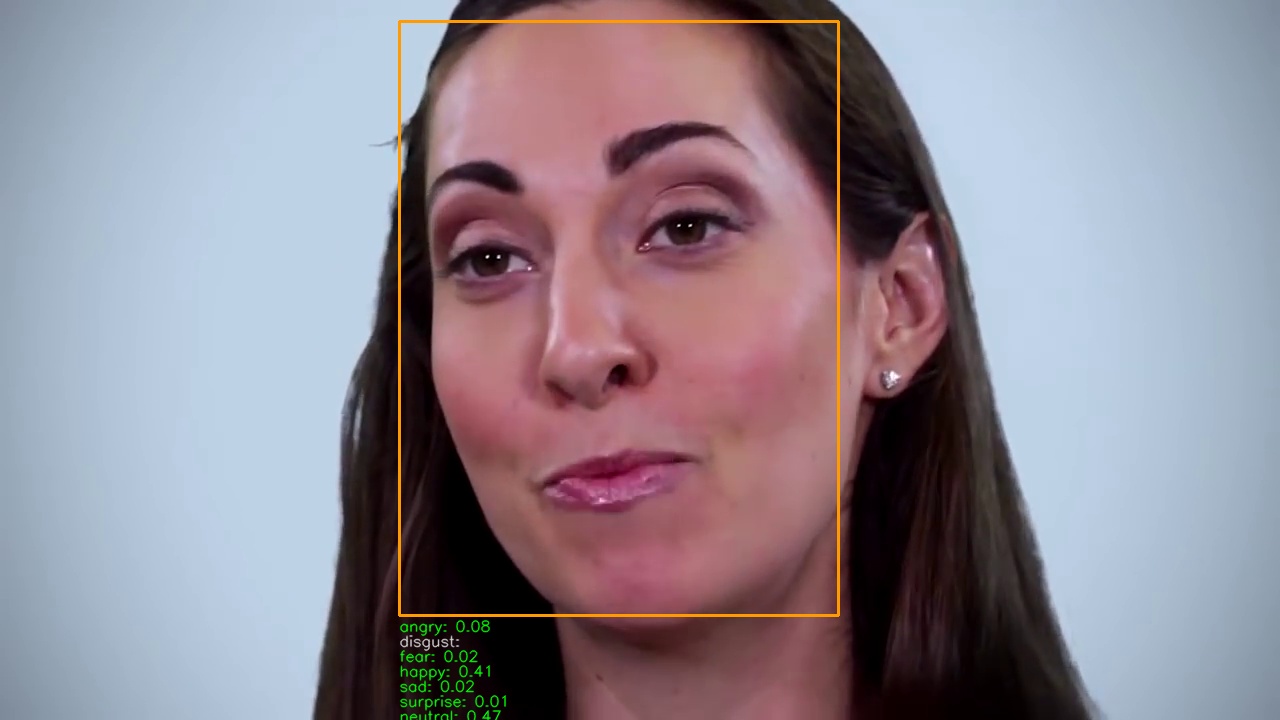 angry: 0.08
disgust:
fear: 0.02
happy: 0.41
sad: 0.02
surprise: 0.01
neutral: 0.47